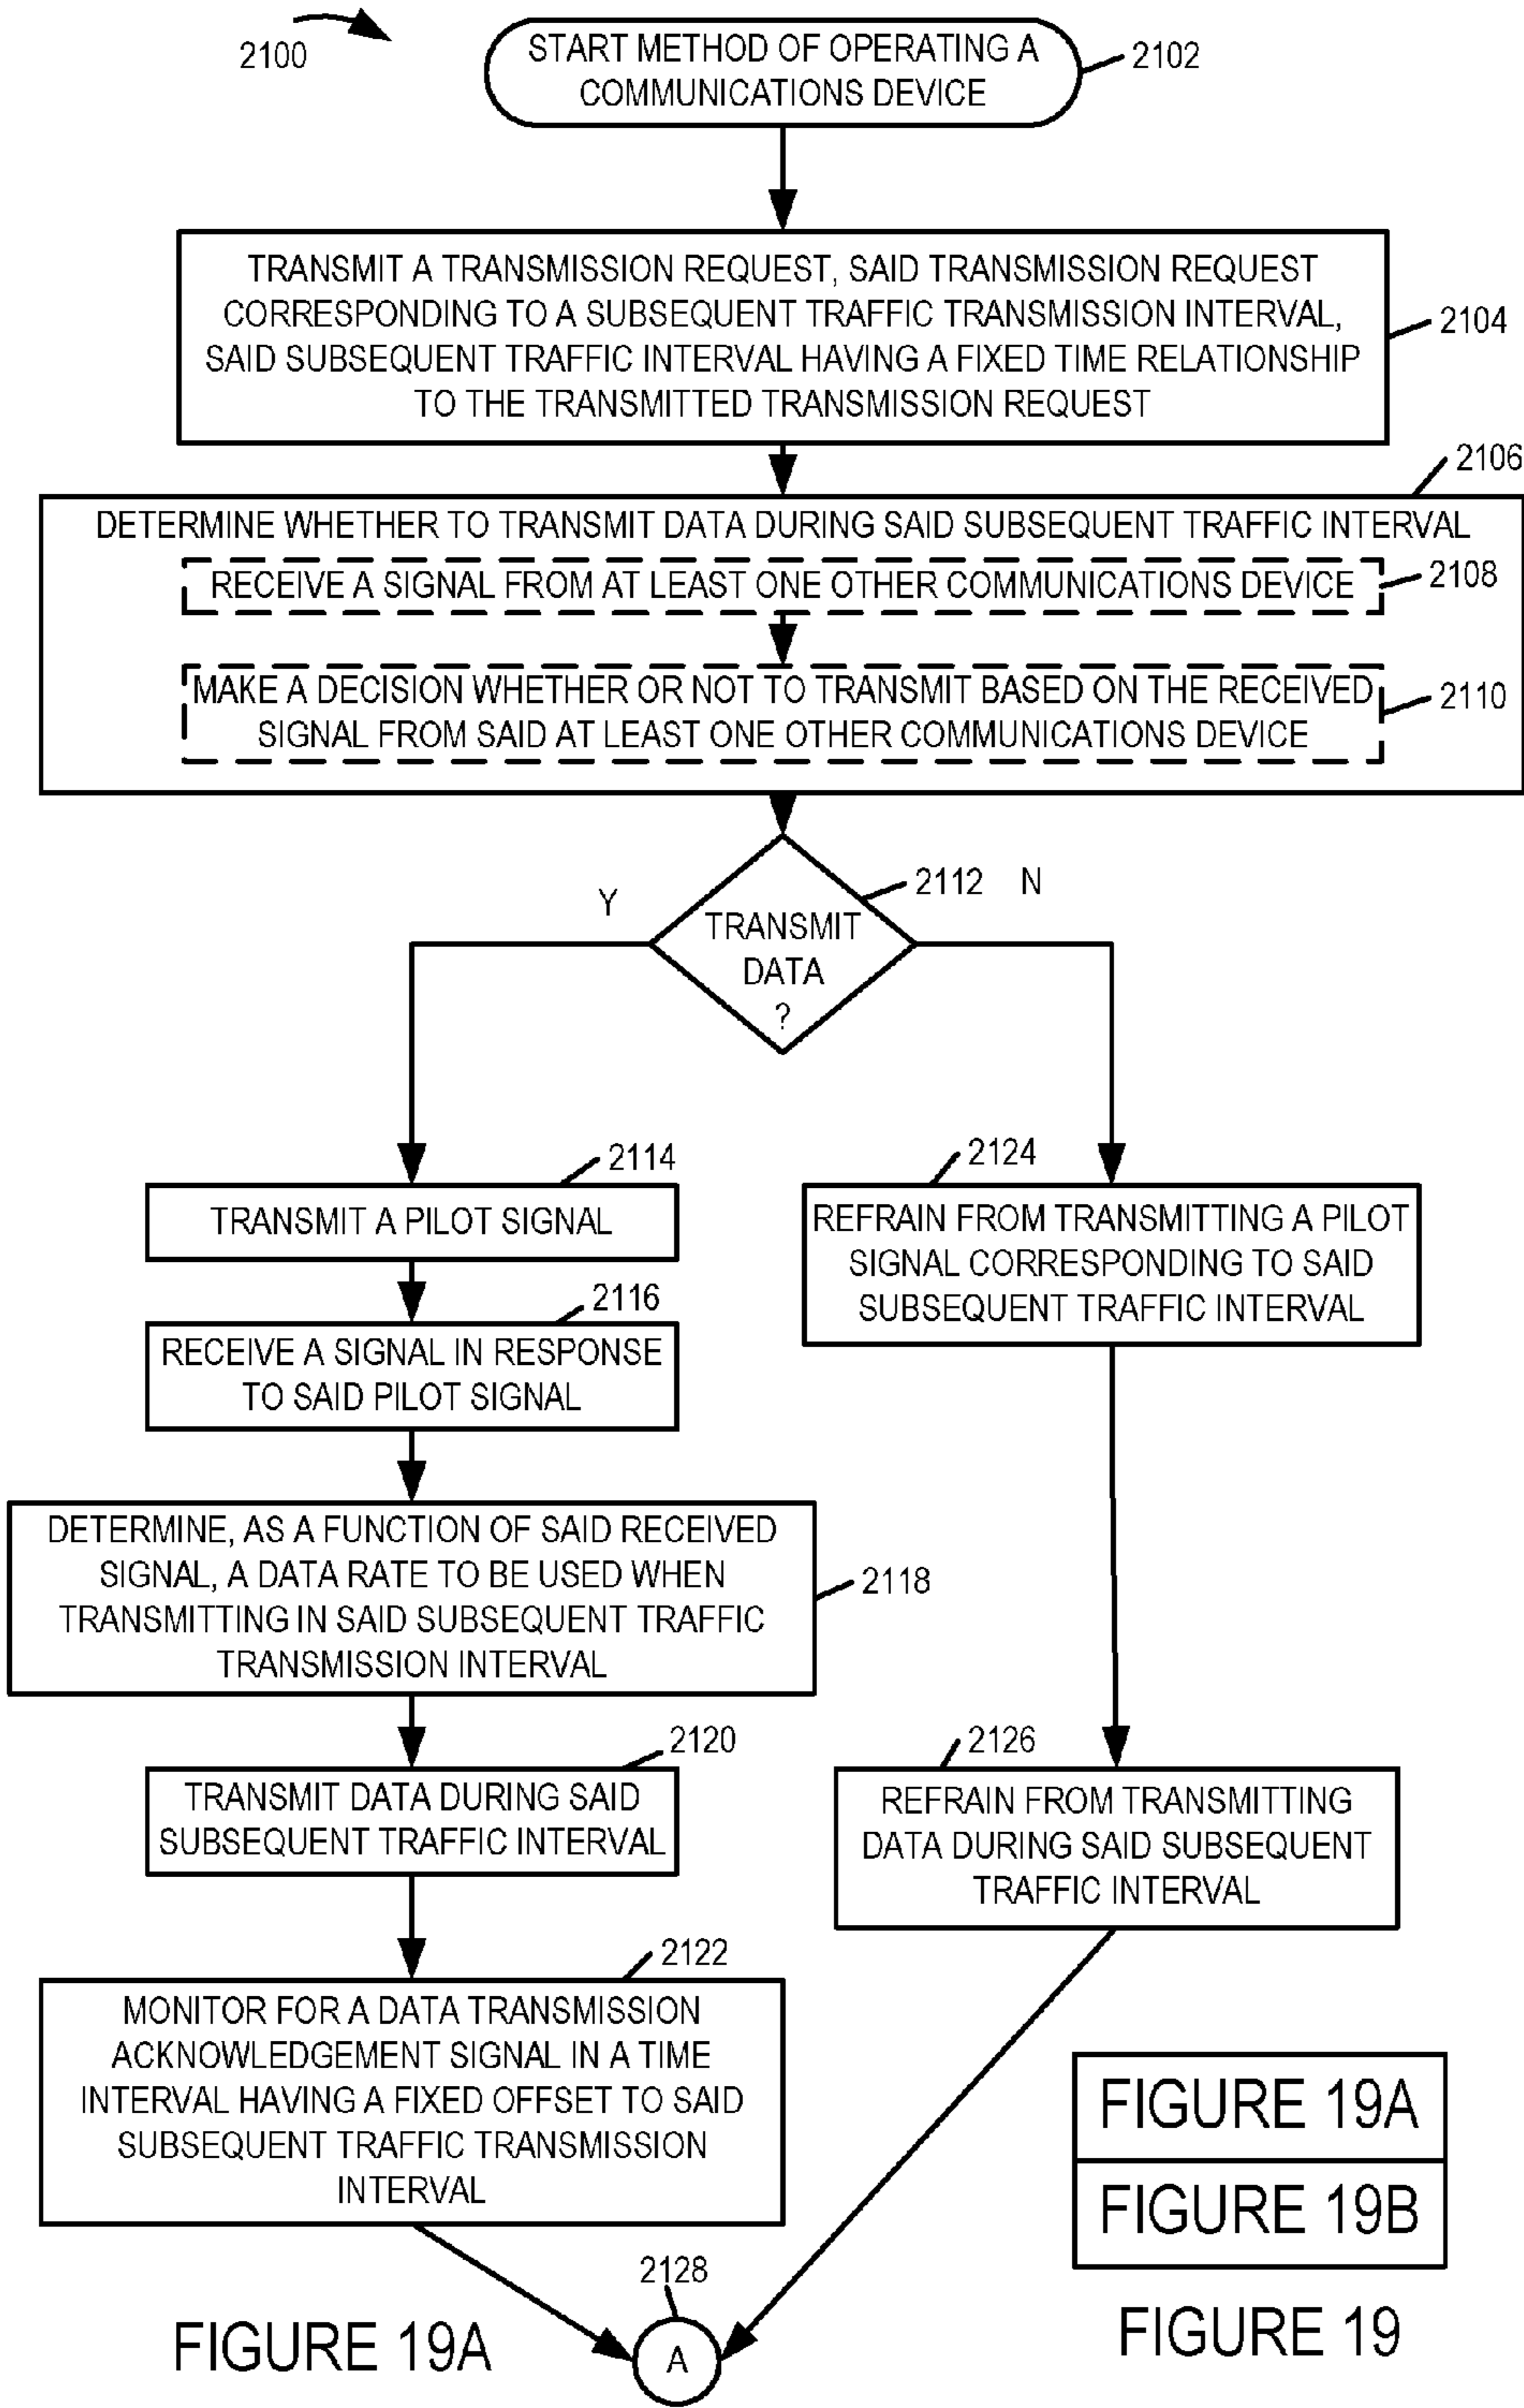 2100
START METHOD OF OPERATING A
COMMUNICATIONS DEVICE
2102
TRANSMIT A TRANSMISSION REQUEST, SAID TRANSMISSION REQUEST
CORRESPONDING TO A SUBSEQUENT TRAFFIC TRANSMISSION INTERVAL,
SAID SUBSEQUENT TRAFFIC INTERVAL HAVING A FIXED TIME RELATIONSHIP
TO THE TRANSMITTED TRANSMISSION REQUEST
2104
2106
DETERMINE WHETHER TO TRANSMIT DATA DURING SAID SUBSEQUENT TRAFFIC INTERVAL
RECEIVE A SIGNAL FROM AT LEAST ONE OTHER COMMUNICATIONS DEVICE
2108
MAKE A DECISION WHETHER OR NOT TO TRANSMIT BASED ON THE RECEIVED
SIGNAL FROM SAID AT LEAST ONE OTHER COMMUNICATIONS DEVICE
2110
Y
2112
N
TRANSMIT
DATA
?
2114
TRANSMIT A PILOT SIGNAL
2116
RECEIVE A SIGNAL IN RESPONSE
TO SAID PILOT SIGNAL
2124
REFRAIN FROM TRANSMITTING A PILOT
SIGNAL CORRESPONDING TO SAID
SUBSEQUENT TRAFFIC INTERVAL
DETERMINE, AS A FUNCTION OF SAID RECEIVED
SIGNAL, A DATA RATE TO BE USED WHEN
TRANSMITTING IN SAID SUBSEQUENT TRAFFIC
TRANSMISSION INTERVAL
2118
2120
TRANSMIT DATA DURING SAID
SUBSEQUENT TRAFFIC INTERVAL
2126
REFRAIN FROM TRANSMITTING
DATA DURING SAID SUBSEQUENT
TRAFFIC INTERVAL
2122
MONITOR FOR A DATA TRANSMISSION
ACKNOWLEDGEMENT SIGNAL IN A TIME
INTERVAL HAVING A FIXED OFFSET TO SAID
SUBSEQUENT TRAFFIC TRANSMISSION
INTERVAL
2128
A
FIGURE 19A
FIGURE 19A
FIGURE 19B
FIGURE 19